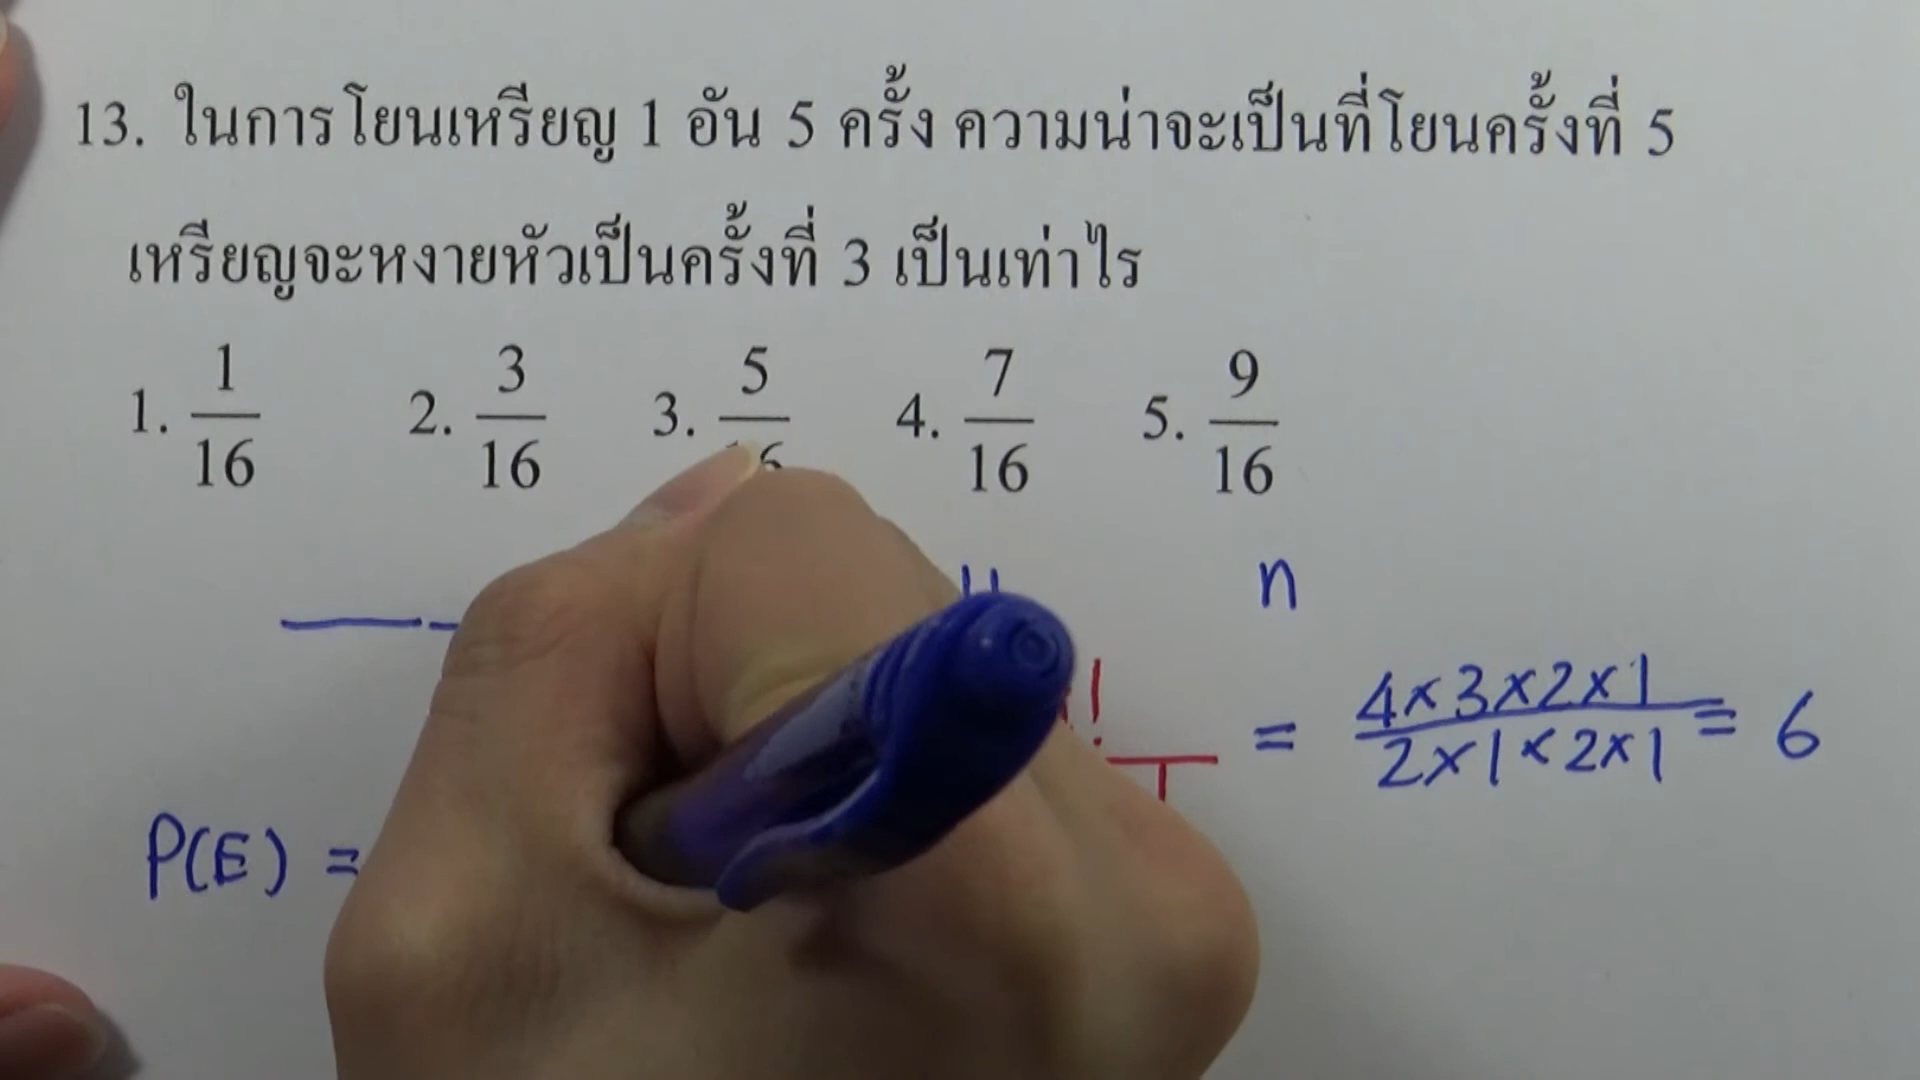 13. ในการโยนเหรียญ 1 อัน 5 ครั้ง ความน่าจะเป็นที่โยนครั้งที่ 5
เหรียญจะหงายหัวเป็นครั้งที่ 3 เป็นเท่าไร
1. 1/16 2. 3/16 3. 5/16 4. 7/16 5. 9/16
n
! = 4×3×2×1/2×1×2×1 = 6
P(E) =